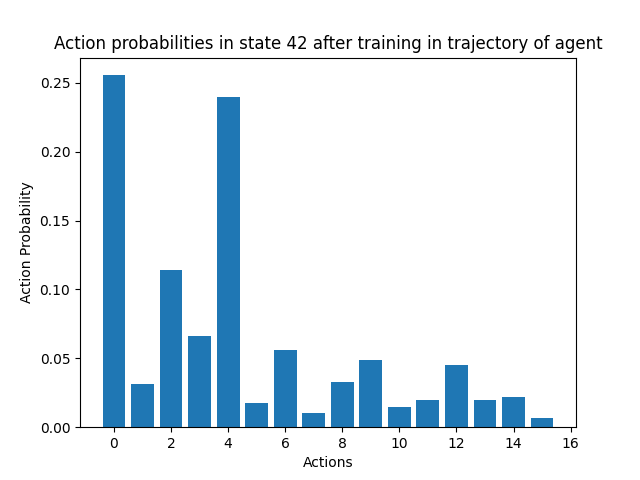 Action probabilities in state 42 after training in trajectory of agent
0.25
0.20
0.15
0.10
0.05
0.00
Action Probability
0 2 4 6 8 10 12 14 16
Actions